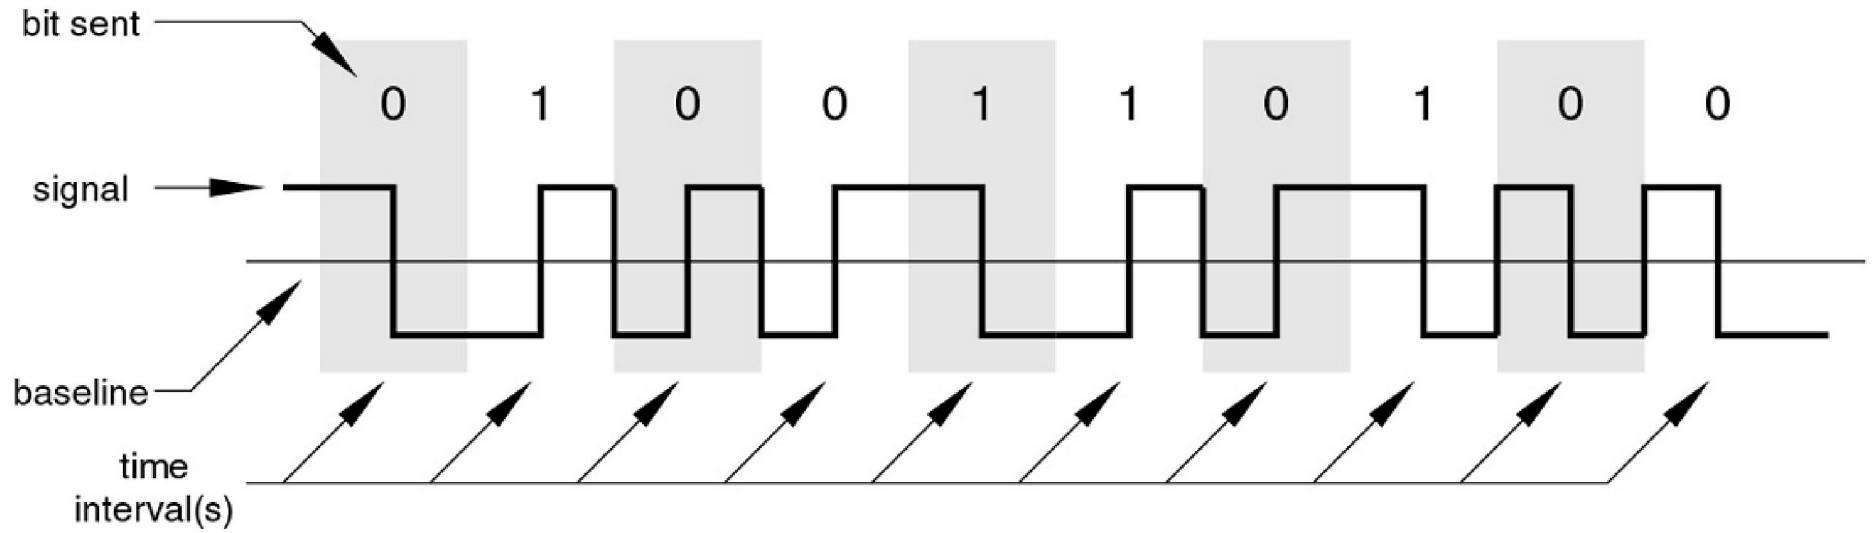 bit sent
0 1 0 0 1 1 0 1 0 0
signal
baseline
time
interval(s)